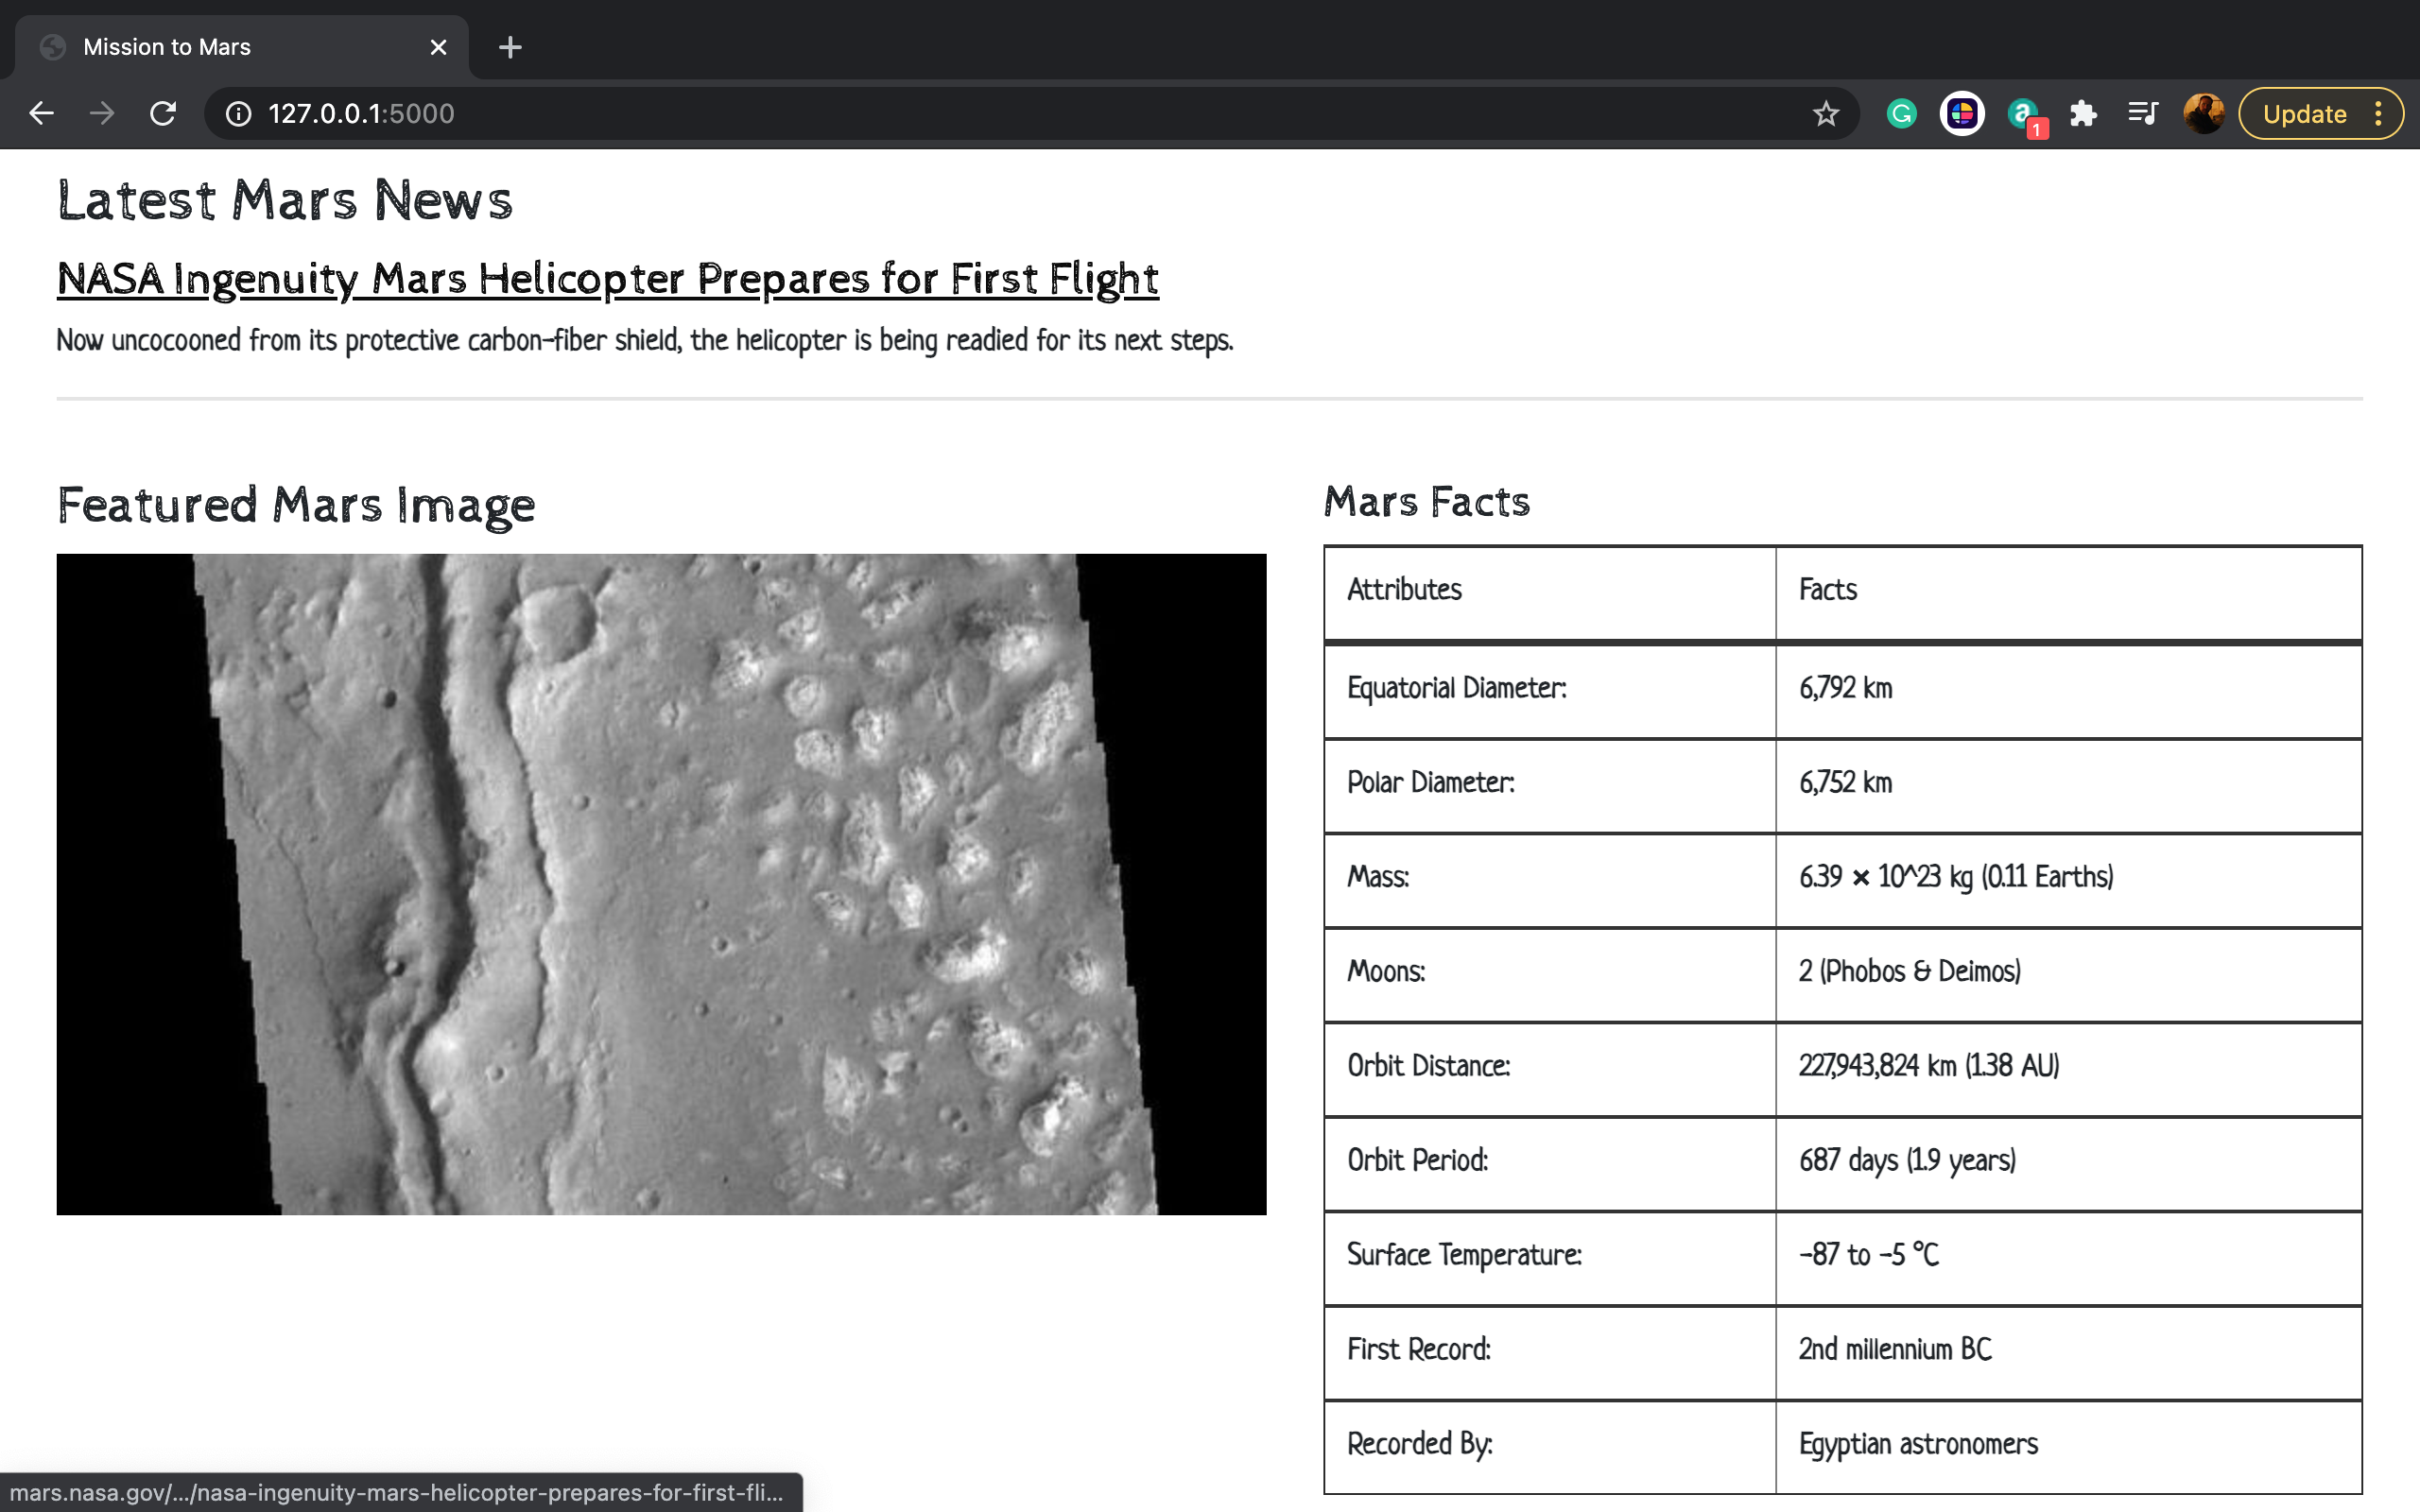 Mission to Mars
127.0.0.1:5000
1
Update
Latest Mars News
NASA Ingenuity Mars Helicopter Prepares for First Flight
Now uncocooned from its protective carbon-fiber shield, the helicopter is being readied for its next steps.
Featured Mars Image
Mars Facts
Attributes Facts
Equatorial Diameter: 6,792 km
Polar Diameter: 6,752 km
Mass: 6.39 × 10^23 kg (0.11 Earths)
Moons: 2 (Phobos & Deimos)
Orbit Distance: 227,943,824 km (1.38 AU)
Orbit Period: 687 days (1.9 years)
Surface Temperature: -87 to -5 °C
First Record: 2nd millennium BC
Recorded By: Egyptian astronomers
mars.nasa.gov/.../nasa-ingenuity-mars-helicopter-prepares-for-first-fli...